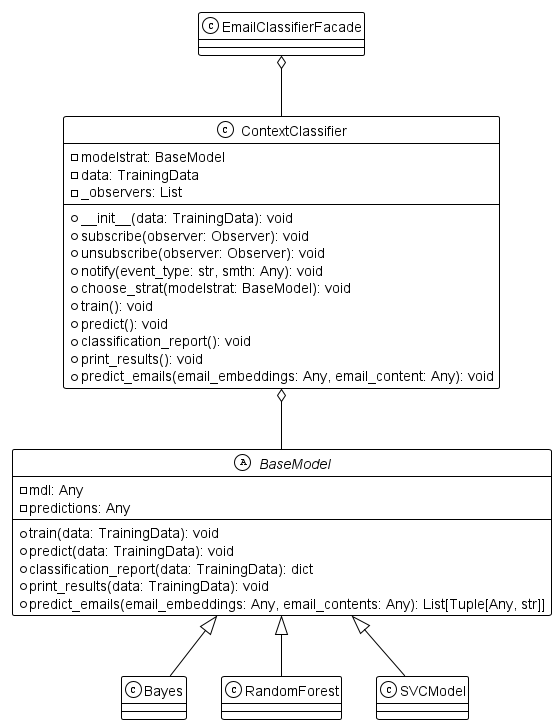 C EmailClassifierFacade
C ContextClassifier
modelstrat: BaseModel
data: TrainingData
_observers: List
__init__(data: TrainingData): void
subscribe(observer: Observer): void
unsubscribe(observer: Observer): void
notify(event_type: str, smth: Any): void
choose_strat(modelstrat: BaseModel): void
train(): void
predict(): void
classification_report(): void
print_results(): void
predict_emails(email_embeddings: Any, email_content: Any): void
A BaseModel
mdl: Any
predictions: Any
train(data: TrainingData): void
predict(data: TrainingData): void
classification_report(data: TrainingData): dict
print_results(data: TrainingData): void
predict_emails(email_embeddings: Any, email_contents: Any): List[Tuple[Any, str]]
C Bayes
C RandomForest
C SVCModel